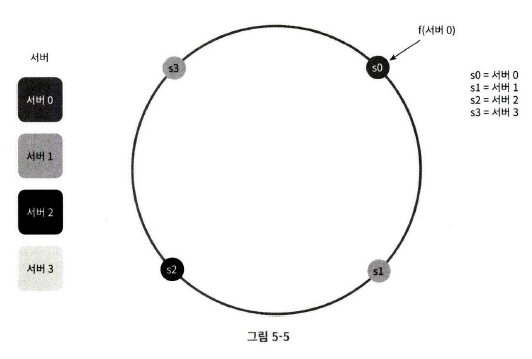 f(서버 0)
서버
s3
s0
s0 = 서버 0
s1 = 서버 1
s2 = 서버 2
s3 = 서버 3
서버 0
서버 1
서버 2
서버 3
s2
s1
그림 5-5